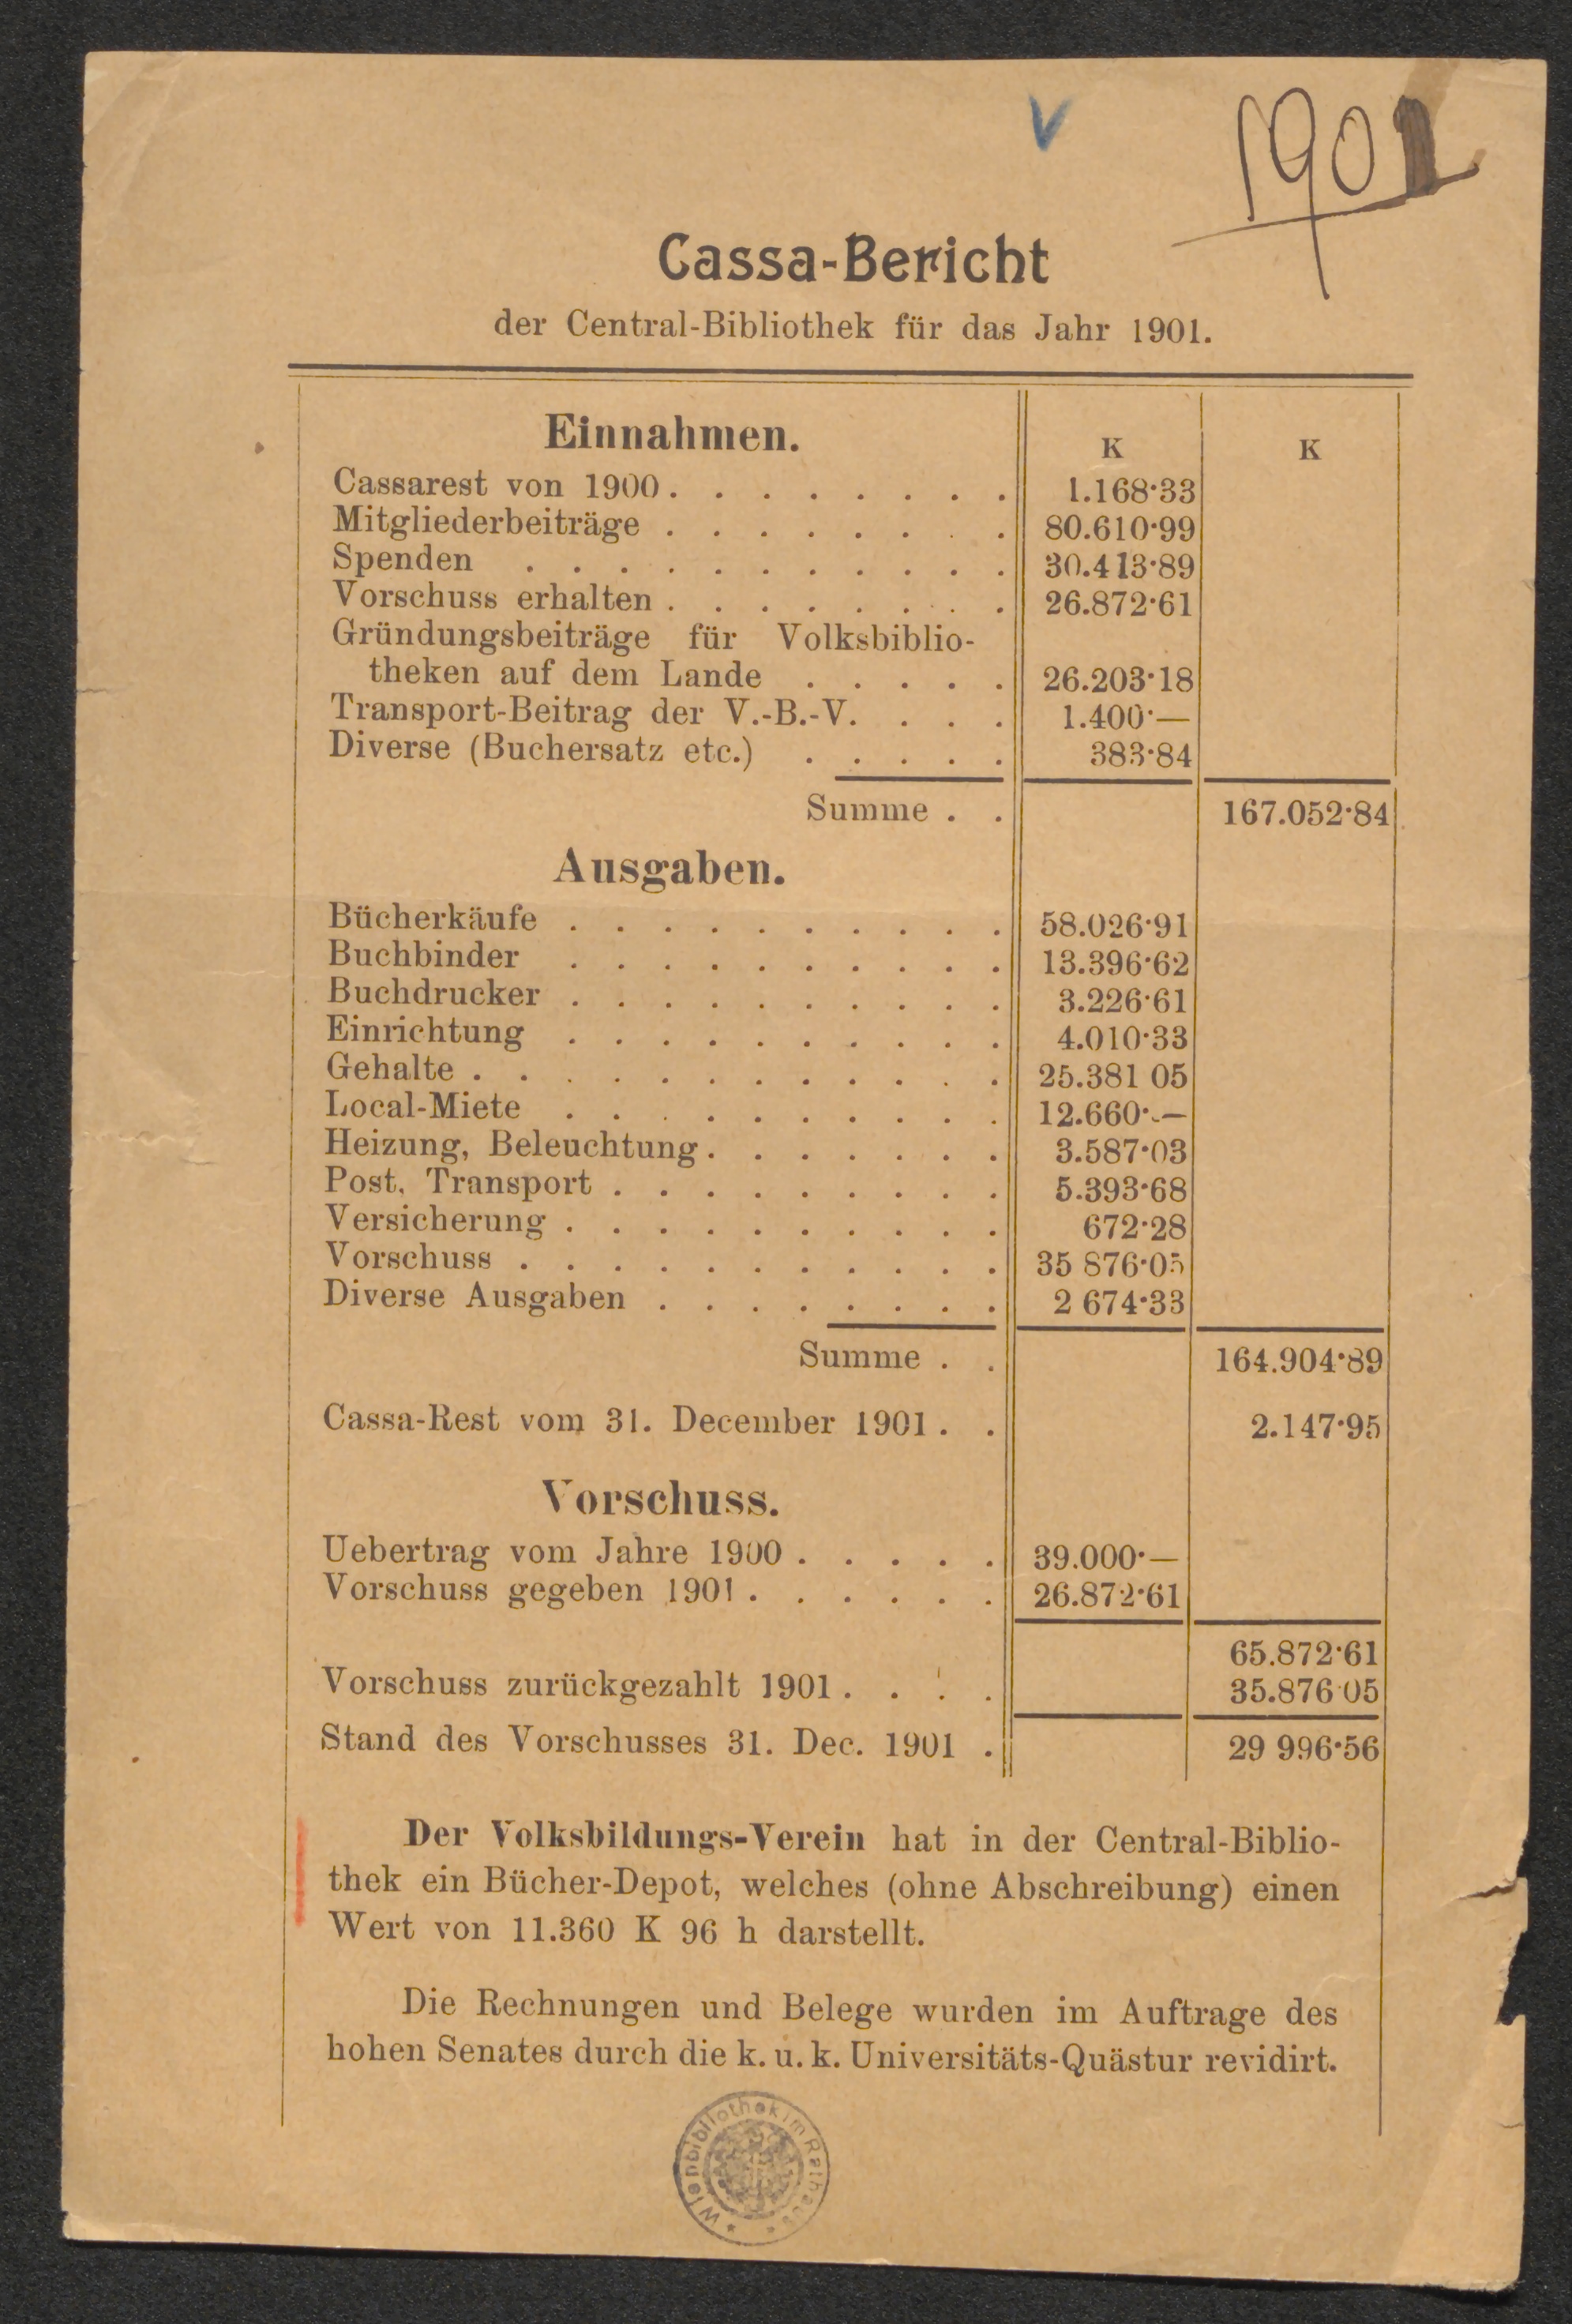 V
1901
Cassa-Bericht
der Central-Bibliothek für das Jahr 1901.
Einnahmen. K K
Cassarest von 1900 . . . . . . . . 1.168·33
Mitgliederbeiträge . . . . . . . . 80.610·99
Spenden . . . . . . . . . . . 30.413·89
Vorschuss erhalten . . . . . . . . 26.872·61
Gründungsbeiträge für Volksbiblio-
theken auf dem Lande . . . . . 26.203·18
Transport-Beitrag der V.-B.-V. . . . 1.400·—
Diverse (Buchersatz etc.) . . . . . 383·84
Summe . . 167.052·84
Ausgaben.
Bücherkäufe . . . . . . . . . . 58.026·91
Buchbinder . . . . . . . . . . 13.396·62
Buchdrucker . . . . . . . . . . 3.226·61
Einrichtung . . . . . . . . . . 4.010·33
Gehalte . . . . . . . . . . . . 25.381 05
Local-Miete . . . . . . . . . . 12.660·—
Heizung, Beleuchtung . . . . . . . 3.587·03
Post, Transport . . . . . . . . . 5.393·68
Versicherung . . . . . . . . . . 672·28
Vorschuss . . . . . . . . . . . 35 876·05
Diverse Ausgaben . . . . . . . . 2 674·33
Summe . . 164.904·89
Cassa-Rest vom 31. December 1901 . . 2.147·95
Vorschuss.
Uebertrag vom Jahre 1900 . . . . . 39.000·—
Vorschuss gegeben 1901 . . . . . . 26.872·61
65.872·61
Vorschuss zurückgezahlt 1901 . . . . 35.876·05
Stand des Vorschusses 31. Dec. 1901 . 29 996·56
Der Volksbildungs-Verein hat in der Central-Biblio-
thek ein Bücher-Depot, welches (ohne Abschreibung) einen
Wert von 11.360 K 96 h darstellt.
Die Rechnungen und Belege wurden im Auftrage des
hohen Senates durch die k. u. k. Universitäts-Quästur revidirt.
Wienbibliothek im Rathaus